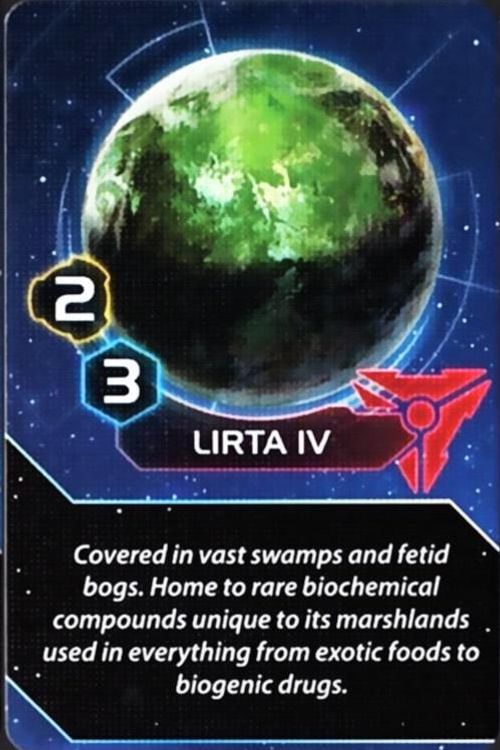 2
3
LIRTA IV
Covered in vast swamps and fetid
bogs. Home to rare biochemical
compounds unique to its marshlands
used in everything from exotic foods to
biogenic drugs.